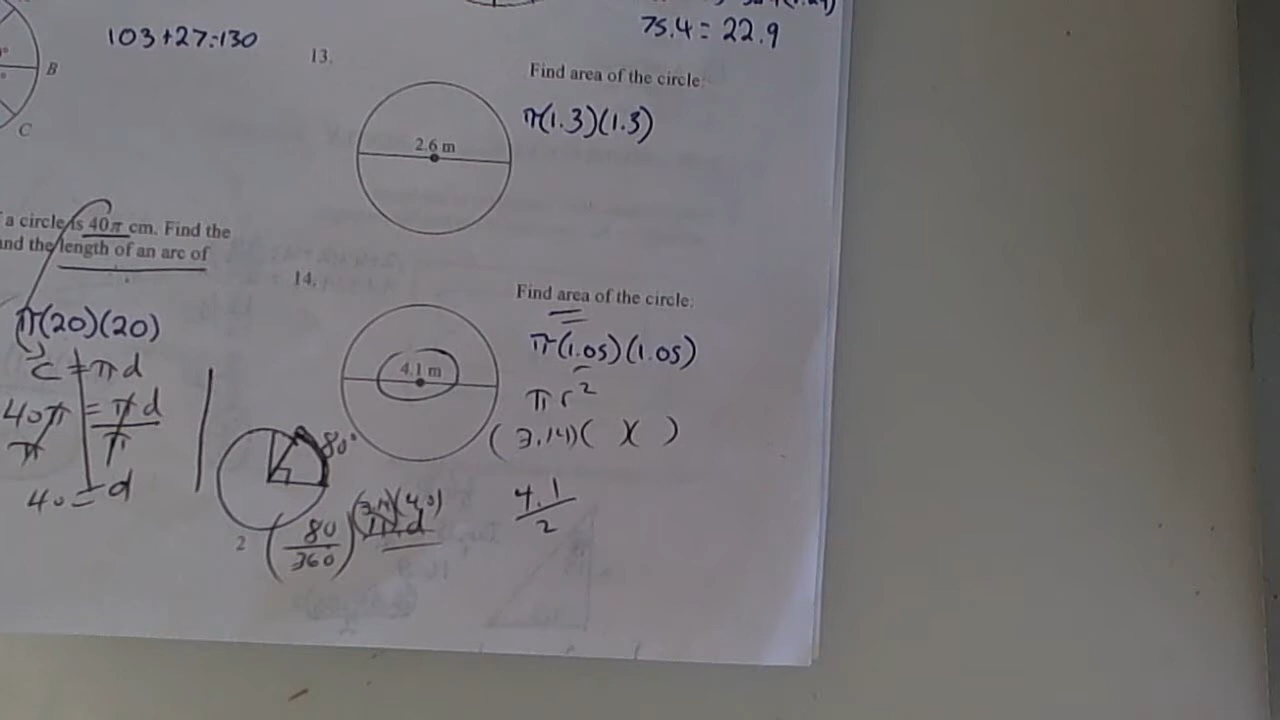 75.4 = 22.9
103+27=130
B
C
13.
Find area of the circle:
π(1.3)(1.3)
2.6 m
a circle is 40π cm. Find the
and the length of an arc of
14.
Find area of the circle:
π(1.05)(1.05)
4.1 m
πr²
(3.14)( )( )
4.1
2
π(20)(20)
C = πd
40π = πd
π π
40 = d
80°
(80
360) (3.14)(40)
π.d
2